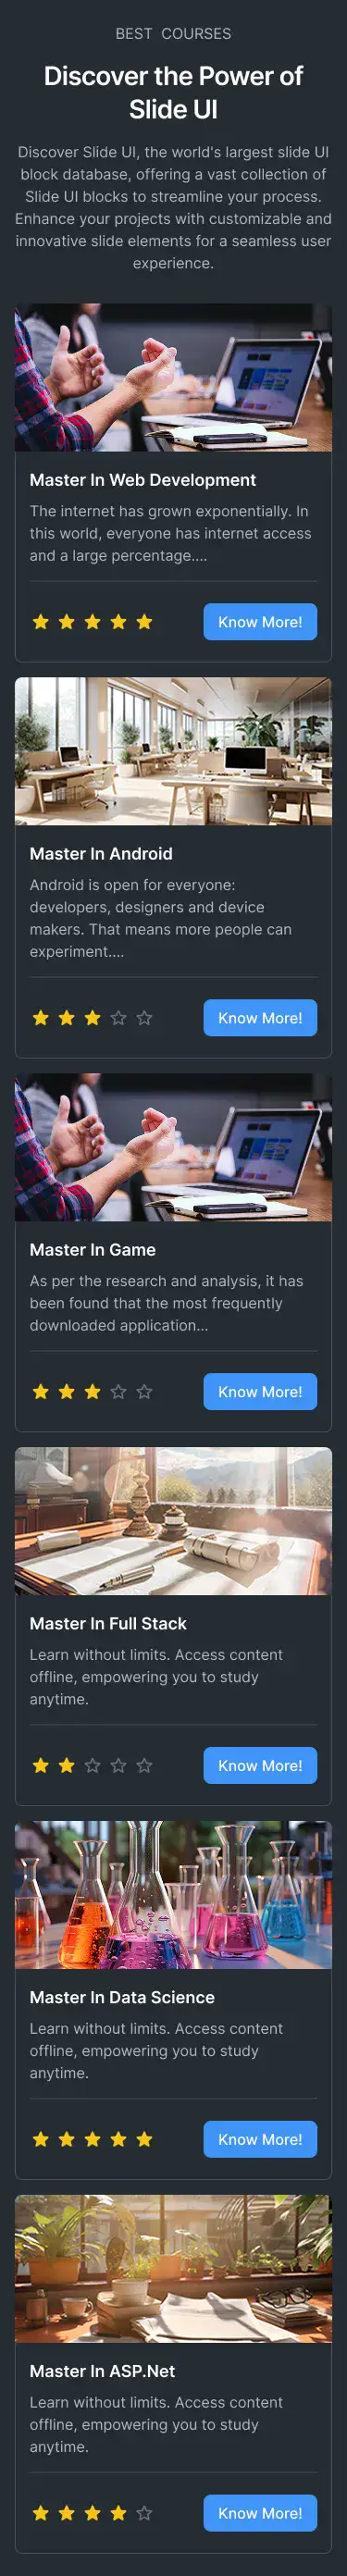 BEST COURSES
Discover the Power of
Slide UI
Discover Slide UI, the world's largest slide UI
block database, offering a vast collection of
Slide UI blocks to streamline your process.
Enhance your projects with customizable and
innovative slide elements for a seamless user
experience.
Master In Web Development
The internet has grown exponentially. In
this world, everyone has internet access
and a large percentage....
Know More!
Master In Android
Android is open for everyone:
developers, designers and device
makers. That means more people can
experiment....
Know More!
Master In Game
As per the research and analysis, it has
been found that the most frequently
downloaded application...
Know More!
Master In Full Stack
Learn without limits. Access content
offline, empowering you to study
anytime.
Know More!
Master In Data Science
Learn without limits. Access content
offline, empowering you to study
anytime.
Know More!
Master In ASP.Net
Learn without limits. Access content
offline, empowering you to study
anytime.
Know More!